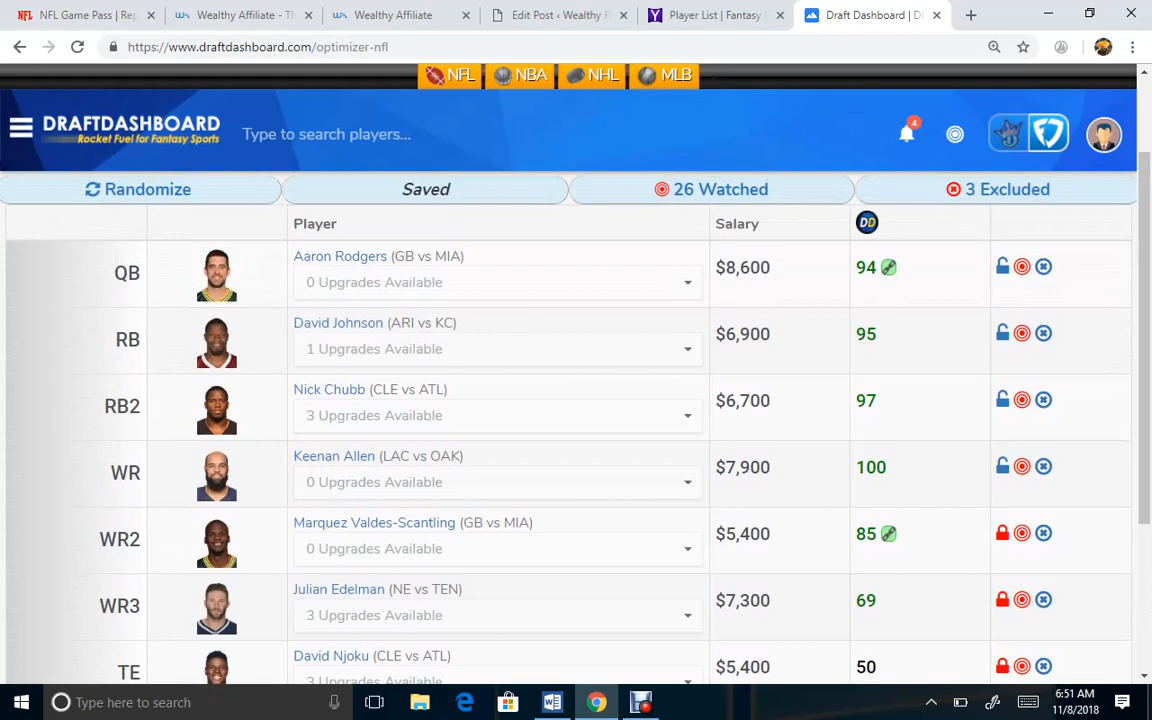 NFL Game Pass | Rep
Wealthy Affiliate - Th
Wealthy Affiliate
Edit Post ‹ Wealthy F
Player List | Fantasy
Draft Dashboard | D
https://www.draftdashboard.com/optimizer-nfl
NFL NBA NHL MLB
DRAFTDASHBOARD
Rocket Fuel for Fantasy Sports
Type to search players...
4
Randomize Saved 26 Watched 3 Excluded
Player Salary DD
QB Aaron Rodgers (GB vs MIA) $8,600 94
0 Upgrades Available
RB David Johnson (ARI vs KC) $6,900 95
1 Upgrades Available
RB2 Nick Chubb (CLE vs ATL) $6,700 97
3 Upgrades Available
WR Keenan Allen (LAC vs OAK) $7,900 100
0 Upgrades Available
WR2 Marquez Valdes-Scantling (GB vs MIA) $5,400 85
0 Upgrades Available
WR3 Julian Edelman (NE vs TEN) $7,300 69
3 Upgrades Available
TE David Njoku (CLE vs ATL) $5,400 50
3 Upgrades Available
Type here to search
6:51 AM
11/8/2018